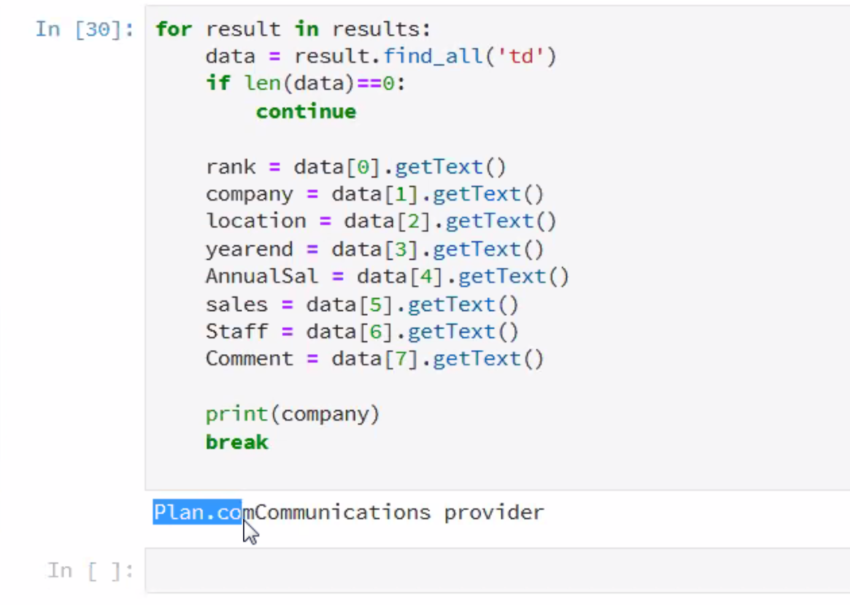 In [30]: for result in results:
    data = result.find_all('td')
    if len(data)==0:
        continue

    rank = data[0].getText()
    company = data[1].getText()
    location = data[2].getText()
    yearend = data[3].getText()
    AnnualSal = data[4].getText()
    sales = data[5].getText()
    Staff = data[6].getText()
    Comment = data[7].getText()

    print(company)
    break

Plan.comCommunications provider
In [ ]: